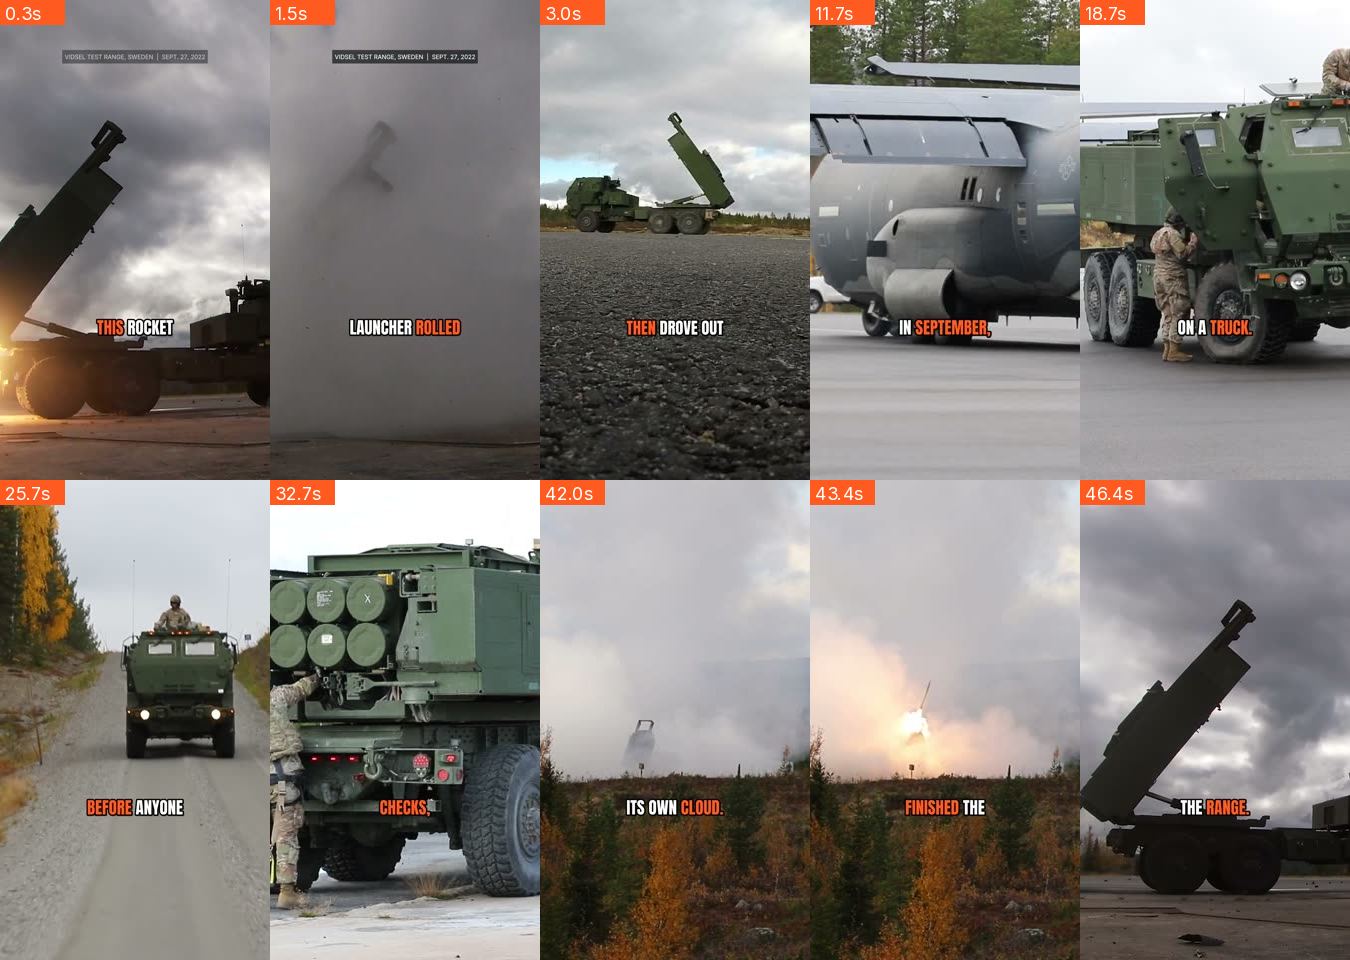 0.3s
VIDSEL TEST RANGE, SWEDEN | SEPT. 27, 2022
THIS ROCKET
1.5s
VIDSEL TEST RANGE, SWEDEN | SEPT. 27, 2022
LAUNCHER ROLLED
3.0s
THEN DROVE OUT
11.7s
IN SEPTEMBER,
18.7s
ON A TRUCK.
25.7s
BEFORE ANYONE
32.7s
X
CHECKS,
42.0s
ITS OWN CLOUD.
43.4s
FINISHED THE
46.4s
THE RANGE.